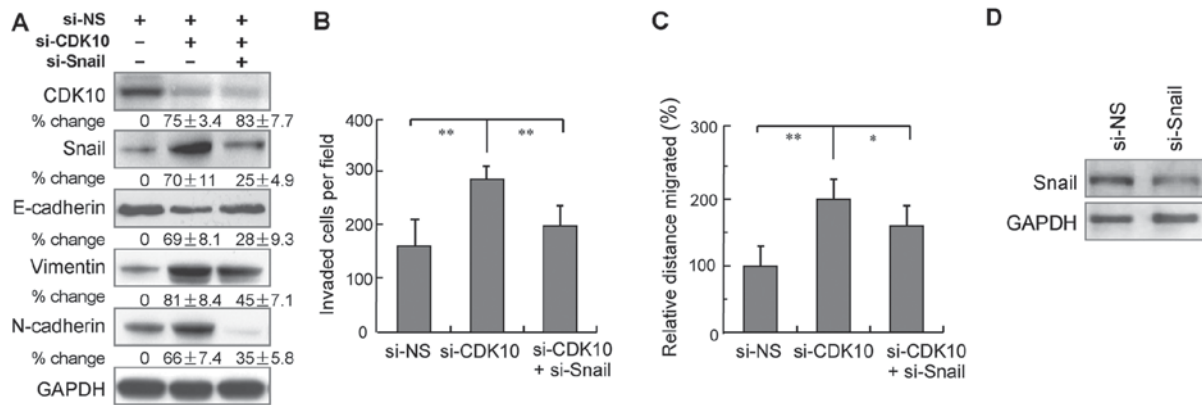 A
si-NS + + +
si-CDK10 – + +
si-Snail – – +
CDK10
% change 0 75±3.4 83±7.7
Snail
% change 0 70±11 25±4.9
E-cadherin
% change 0 69±8.1 28±9.3
Vimentin
% change 0 81±8.4 45±7.1
N-cadherin
% change 0 66±7.4 35±5.8
GAPDH
B
Invaded cells per field
400
300
200
100
0
** **
si-NS si-CDK10 si-CDK10
+ si-Snail
C
Relative distance migrated (%)
300
200
150
100
50
0
** *
si-NS si-CDK10 si-CDK10
+ si-Snail
D
si-NS si-Snail
Snail
GAPDH